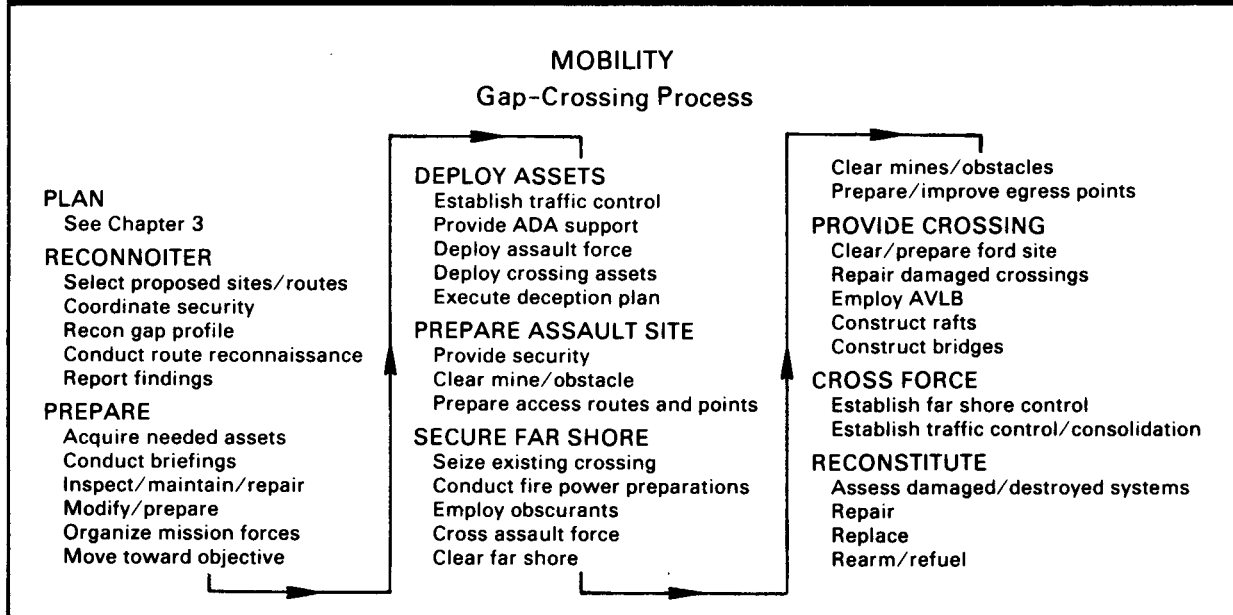 MOBILITY
Gap-Crossing Process
PLAN
See Chapter 3
RECONNOITER
Select proposed sites/routes
Coordinate security
Recon gap profile
Conduct route reconnaissance
Report findings
PREPARE
Acquire needed assets
Conduct briefings
Inspect/maintain/repair
Modify/prepare
Organize mission forces
Move toward objective
DEPLOY ASSETS
Establish traffic control
Provide ADA support
Deploy assault force
Deploy crossing assets
Execute deception plan
PREPARE ASSAULT SITE
Provide security
Clear mine/obstacle
Prepare access routes and points
SECURE FAR SHORE
Seize existing crossing
Conduct fire power preparations
Employ obscurants
Cross assault force
Clear far shore
Clear mines/obstacles
Prepare/improve egress points
PROVIDE CROSSING
Clear/prepare ford site
Repair damaged crossings
Employ AVLB
Construct rafts
Construct bridges
CROSS FORCE
Establish far shore control
Establish traffic control/consolidation
RECONSTITUTE
Assess damaged/destroyed systems
Repair
Replace
Rearm/refuel